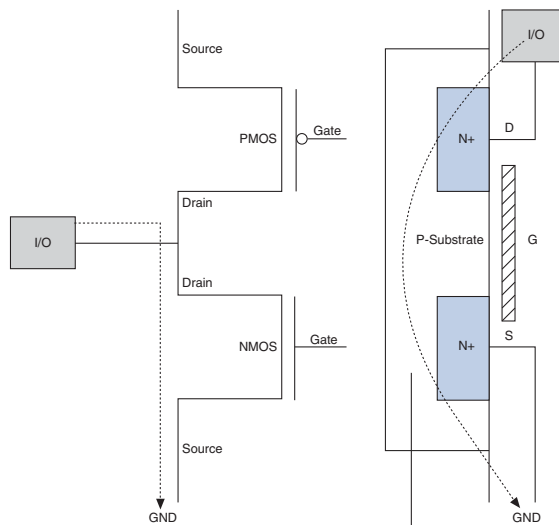 Source
PMOS
Gate
Drain
I/O
Drain
NMOS
Gate
Source
GND
I/O
N+
D
P-Substrate
G
N+
S
GND